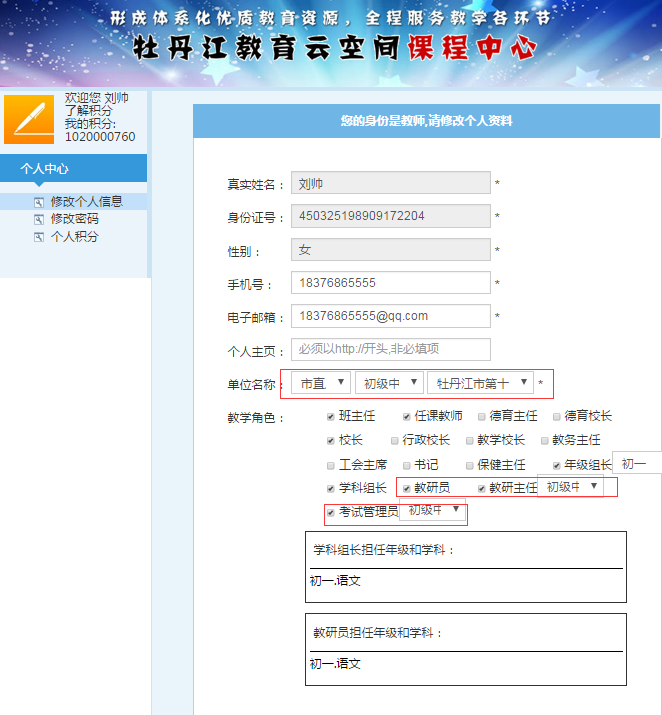 形成体系化优质教育资源，全程服务教学各环节
牡丹江教育云空间课程中心
欢迎您 刘帅
了解积分
我的积分:
1020000760
个人中心
修改个人信息
修改密码
个人积分
您的身份是教师,请修改个人资料
真实姓名： 刘帅 *
身份证号： 450325198909172204 *
性别： 女 *
手机号： 18376865555 *
电子邮箱： 18376865555@qq.com *
个人主页： 必须以http://开头,非必填项
单位名称： 市直 初级中 牡丹江市第十 *
教学角色： 班主任 任课教师 德育主任 德育校长
校长 行政校长 教学校长 教务主任
工会主席 书记 保健主任 年级组长 初一
学科组长 教研员 教研主任 初级中
考试管理员 初级中
学科组长担任年级和学科：
初一.语文
教研员担任年级和学科：
初一.语文